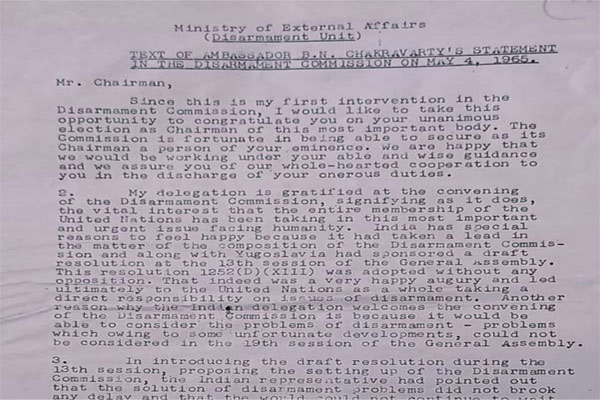 Ministry of External Affairs
(Disarmament Unit)
TEXT OF AMBASSADOR B.N. CHAKRAVARTY'S STATEMENT
IN THE DISARMAMENT COMMISSION ON MAY 4, 1965.
Mr. Chairman,
Since this is my first intervention in the
Disarmament Commission, I would like to take this
opportunity to congratulate you on your unanimous
election as Chairman of this most important body. The
Commission is fortunate in being able to secure as its
Chairman a person of your eminence. We are happy that
we would be working under your able and wise guidance
and we assure you of our whole-hearted cooperation to
you in the discharge of your onerous duties.
2. My delegation is gratified at the convening
of the Disarmament Commission, signifying as it does,
the vital interest that the entire membership of the
United Nations has been taking in this most important
and urgent issue facing humanity. India has special
reasons to feel happy because it had taken a lead in
the matter of the composition of the Disarmament Commis-
sion and along with Yugoslavia had sponsored a draft
resolution at the 13th session of the General Assembly.
This resolution 1252(D)(XIII) was adopted without any
opposition. That indeed was a very happy augury and led
ultimately to the United Nations as a whole taking a
direct responsibility on issues of disarmament. Another
reason why the Indian delegation welcomes the convening
of the Disarmament Commission is because it would be
able to consider the problems of disarmament - problems
which owing to some unfortunate developments, could not
be considered in the 19th session of the General Assembly.
3. In introducing the draft resolution during the
13th session, proposing the setting up of the Disarmament
Commission, the Indian representative had pointed out
that the solution of disarmament problems did not brook
any delay and that the world could not continue to wait